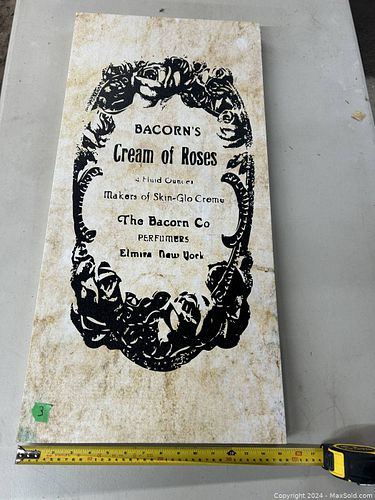 BACORN'S
Cream of Roses
4 Fluid Ounces
Makers of Skin-Glo Creme
The Bacorn Co
PERFUMERS
Elmira New York
3
Copyright 2024 - MaxSold.com